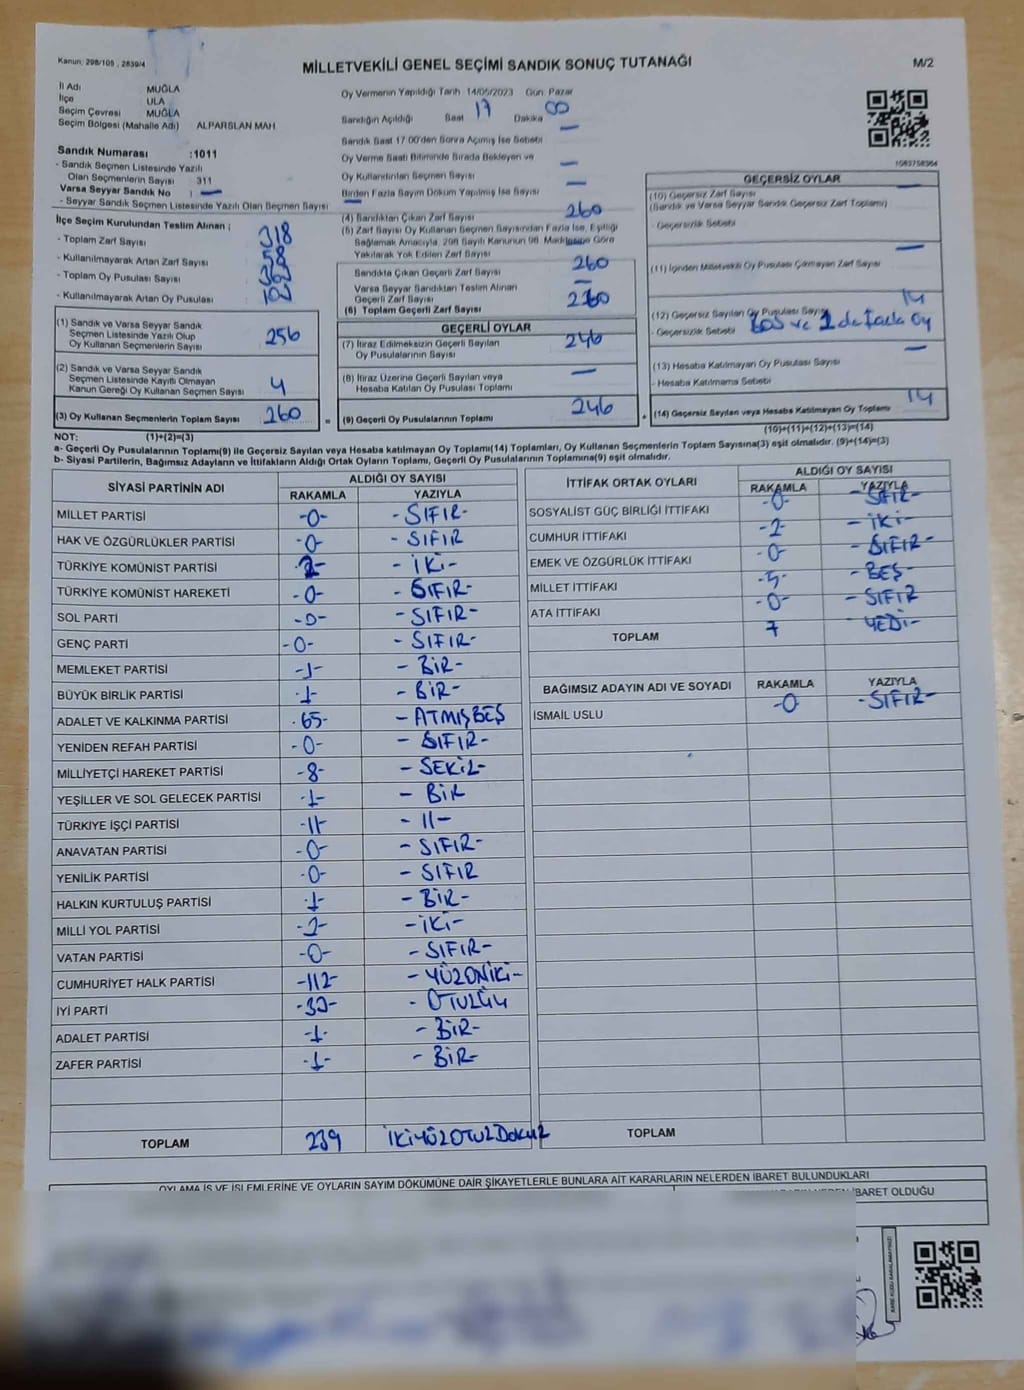 Kanun: 298/105 , 2839/4
MİLLETVEKİLİ GENEL SEÇİMİ SANDIK SONUÇ TUTANAĞI
M/2
İl Adı MUĞLA
İlçe ULA
Seçim Çevresi MUĞLA
Seçim Bölgesi (Mahalle Adı) ALPARSLAN MAH
Sandık Numarası :1011
- Sandık Seçmen Listesinde Yazılı
Olan Seçmenlerin Sayısı 311
Varsa Seyyar Sandık No : —
- Seyyar Sandık Seçmen Listesinde Yazılı Olan Seçmen Sayısı —
İlçe Seçim Kurulundan Teslim Alınan ;
- Toplam Zarf Sayısı 318
- Kullanılmayarak Artan Zarf Sayısı 58
- Toplam Oy Pusulası Sayısı
- Kullanılmayarak Artan Oy Pusulası 102
(1) Sandık ve Varsa Seyyar Sandık
Seçmen Listesinde Yazılı Olup
Oy Kullanan Seçmenlerin Sayısı 256
(2) Sandık ve Varsa Seyyar Sandık
Seçmen Listesinde Kayıtlı Olmayan
Kanun Gereği Oy Kullanan Seçmen Sayısı 4
(3) Oy Kullanan Seçmenlerin Toplam Sayısı 260 =
Oy Vermenin Yapıldığı Tarih 14/05/2023 Gün: Pazar
Sandığın Açıldığı Saat 17 Dakika 00
Sandık Saat 17:00'den Sonra Açılmış İse Sebebi —
Oy Verme Saati Bitiminde Sırada Bekleyen ve
Oy Kullandırılan Seçmen Sayısı —
Birden Fazla Sayım Döküm Yapılmış İse Sayısı —
(4) Sandıktan Çıkan Zarf Sayısı 260
(5) Zarf Sayısı Oy Kullanan Seçmen Sayısından Fazla İse, Eşitliği
Sağlamak Amacıyla, 298 Sayılı Kanunun 98. Maddesine Göre
Yakılarak Yok Edilen Zarf Sayısı —
Sandıkta Çıkan Geçerli Zarf Sayısı 260
Varsa Seyyar Sandıktan Teslim Alınan
Geçerli Zarf Sayısı —
(6) Toplam Geçerli Zarf Sayısı 260
GEÇERLİ OYLAR
(7) İtiraz Edilmeksizin Geçerli Sayılan
Oy Pusulalarının Sayısı 246
(8) İtiraz Üzerine Geçerli Sayılan veya
Hesaba Katılan Oy Pusulası Toplamı —
(9) Geçerli Oy Pusulalarının Toplamı 246 +
1083758364
GEÇERSİZ OYLAR
(10) Geçersiz Zarf Sayısı —
(Sandık ve Varsa Seyyar Sandık Geçersiz Zarf Toplamı)
- Geçersizlik Sebebi
(11) İçinden Milletvekili Oy Pusulası Çıkmayan Zarf Sayısı —
(12) Geçersiz Sayılan Oy Pusulası Sayısı 14
- Geçersizlik Sebebi Boş ve 1 de fazla oy
(13) Hesaba Katılmayan Oy Pusulası Sayısı —
- Hesaba Katılmama Sebebi
(14) Geçersiz Sayılan veya Hesaba Katılmayan Oy Toplamı 14
(10)+(11)+(12)+(13)=(14)
NOT: (1)+(2)=(3)
a- Geçerli Oy Pusulalarının Toplamı(9) ile Geçersiz Sayılan veya Hesaba katılmayan Oy Toplamı(14) Toplamları, Oy Kullanan Seçmenlerin Toplam Sayısına(3) eşit olmalıdır. (9)+(14)=(3)
b- Siyasi Partilerin, Bağımsız Adayların ve İttifakların Aldığı Ortak Oyların Toplamı, Geçerli Oy Pusulalarının Toplamına(9) eşit olmalıdır.
SİYASİ PARTİNİN ADI ALDIĞI OY SAYISI
RAKAMLA YAZIYLA
MİLLET PARTİSİ -0- -SIFIR-
HAK VE ÖZGÜRLÜKLER PARTİSİ -0- -SIFIR
TÜRKİYE KOMÜNİST PARTİSİ 2- -İKİ-
TÜRKİYE KOMÜNİST HAREKETİ -0- -SIFIR-
SOL PARTİ -0- -SIFIR-
GENÇ PARTİ -0- -SIFIR-
MEMLEKET PARTİSİ -1- -BİR-
BÜYÜK BİRLİK PARTİSİ -1- -BİR-
ADALET VE KALKINMA PARTİSİ -65- -ATMIŞBEŞ
YENİDEN REFAH PARTİSİ -0- -SIFIR-
MİLLİYETÇİ HAREKET PARTİSİ -8- -SEKİZ-
YEŞİLLER VE SOL GELECEK PARTİSİ -1- -BİR
TÜRKİYE İŞÇİ PARTİSİ -11- -11-
ANAVATAN PARTİSİ -0- -SIFIR-
YENİLİK PARTİSİ -0- -SIFIR
HALKIN KURTULUŞ PARTİSİ -1- -BİR-
MİLLİ YOL PARTİSİ -2- -İKİ-
VATAN PARTİSİ -0- -SIFIR-
CUMHURİYET HALK PARTİSİ -112- -YÜZONİKİ-
İYİ PARTİ
ADALET PARTİSİ -1- -BİR-
ZAFER PARTİSİ -1- -BİR-
TOPLAM 239 İKİYÜZOTUZDOKUZ
İTTİFAK ORTAK OYLARI ALDIĞI OY SAYISI
RAKAMLA YAZIYLA
SOSYALİST GÜÇ BİRLİĞİ İTTİFAKI -0- -SIFIR-
CUMHUR İTTİFAKI -2- -İKİ-
EMEK VE ÖZGÜRLÜK İTTİFAKI -0- -SIFIR-
MİLLET İTTİFAKI -5- -BEŞ-
ATA İTTİFAKI -0- -SIFIR
TOPLAM 7 -YEDİ-
BAĞIMSIZ ADAYIN ADI VE SOYADI RAKAMLA YAZIYLA
İSMAİL USLU -0- -SIFIR-
TOPLAM
OYLAMA İŞ VE İŞLEMLERİNE VE OYLARIN SAYIM DÖKÜMÜNE DAİR ŞİKAYETLERLE BUNLARA AİT KARARLARIN NELERDEN İBARET BULUNDUKLARI
İBARET OLDUĞU
KARE KODU KARALAMAYINIZ!